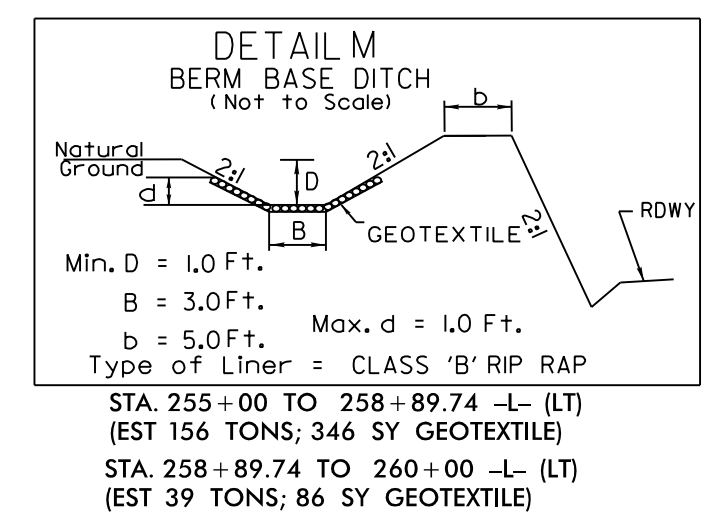 DETAIL M
BERM BASE DITCH
(Not to Scale)
b
Natural
Ground
2:1
2:1
D
d
B
GEOTEXTILE
2:1
RDWY
Min. D = 1.0 Ft.
B = 3.0 Ft.
b = 5.0 Ft.
Max. d = 1.0 Ft.
Type of Liner = CLASS 'B' RIP RAP
STA. 255+00 TO 258+89.74 -L- (LT)
(EST 156 TONS; 346 SY GEOTEXTILE)
STA. 258+89.74 TO 260+00 -L- (LT)
(EST 39 TONS; 86 SY GEOTEXTILE)